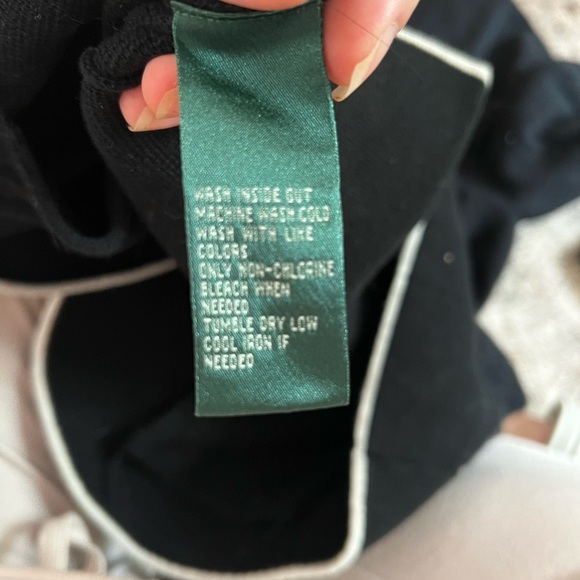 WASH INSIDE OUT
MACHINE WASH COLD
WASH WITH LIKE
COLORS
ONLY NON-CHLORINE
BLEACH WHEN
NEEDED
TUMBLE DRY LOW
COOL IRON IF
NEEDED